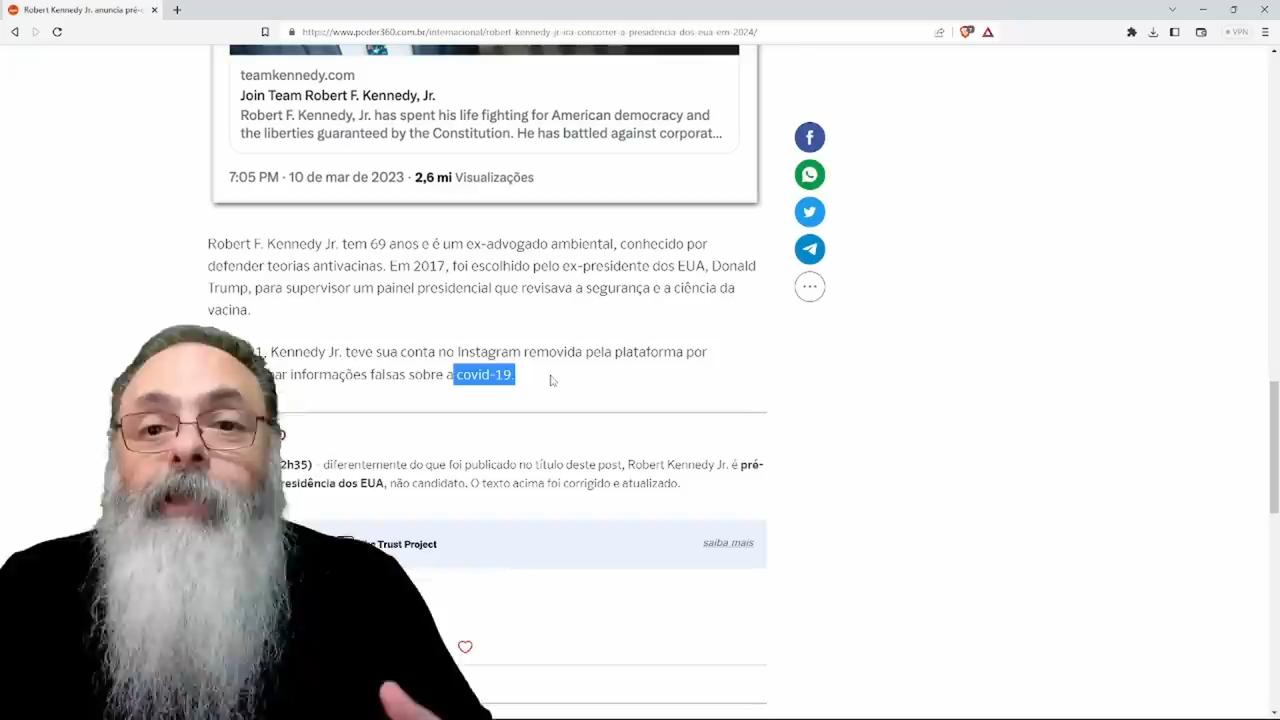 Robert Kennedy Jr. anuncia pré-c
https://www.poder360.com.br/internacional/robert-kennedy-jr-ira-concorrer-a-presidencia-dos-eua-em-2024/
VPN
teamkennedy.com
Join Team Robert F. Kennedy, Jr.
Robert F. Kennedy, Jr. has spent his life fighting for American democracy and
the liberties guaranteed by the Constitution. He has battled against corporat...
7:05 PM · 10 de mar de 2023 · 2,6 mi Visualizações
Robert F. Kennedy Jr. tem 69 anos e é um ex-advogado ambiental, conhecido por
defender teorias antivacinas. Em 2017, foi escolhido pelo ex-presidente dos EUA, Donald
Trump, para supervisor um painel presidencial que revisava a segurança e a ciência da
vacina.
1, Kennedy Jr. teve sua conta no Instagram removida pela plataforma por
ar informações falsas sobre a covid-19.
2h35) - diferentemente do que foi publicado no título deste post, Robert Kennedy Jr. é pré-
residência dos EUA, não candidato. O texto acima foi corrigido e atualizado.
Trust Project
saiba mais